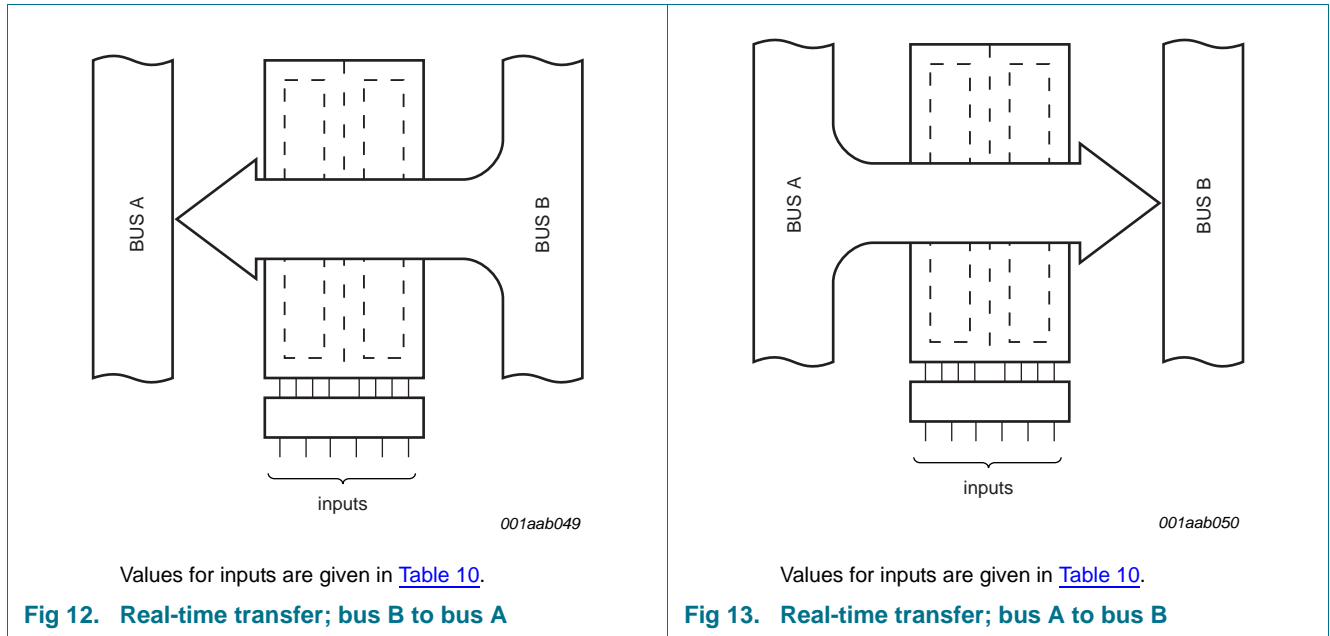 BUS A
BUS B
inputs
001aab049
Values for inputs are given in Table 10.
Fig 12. Real-time transfer; bus B to bus A
BUS A
BUS B
inputs
001aab050
Values for inputs are given in Table 10.
Fig 13. Real-time transfer; bus A to bus B